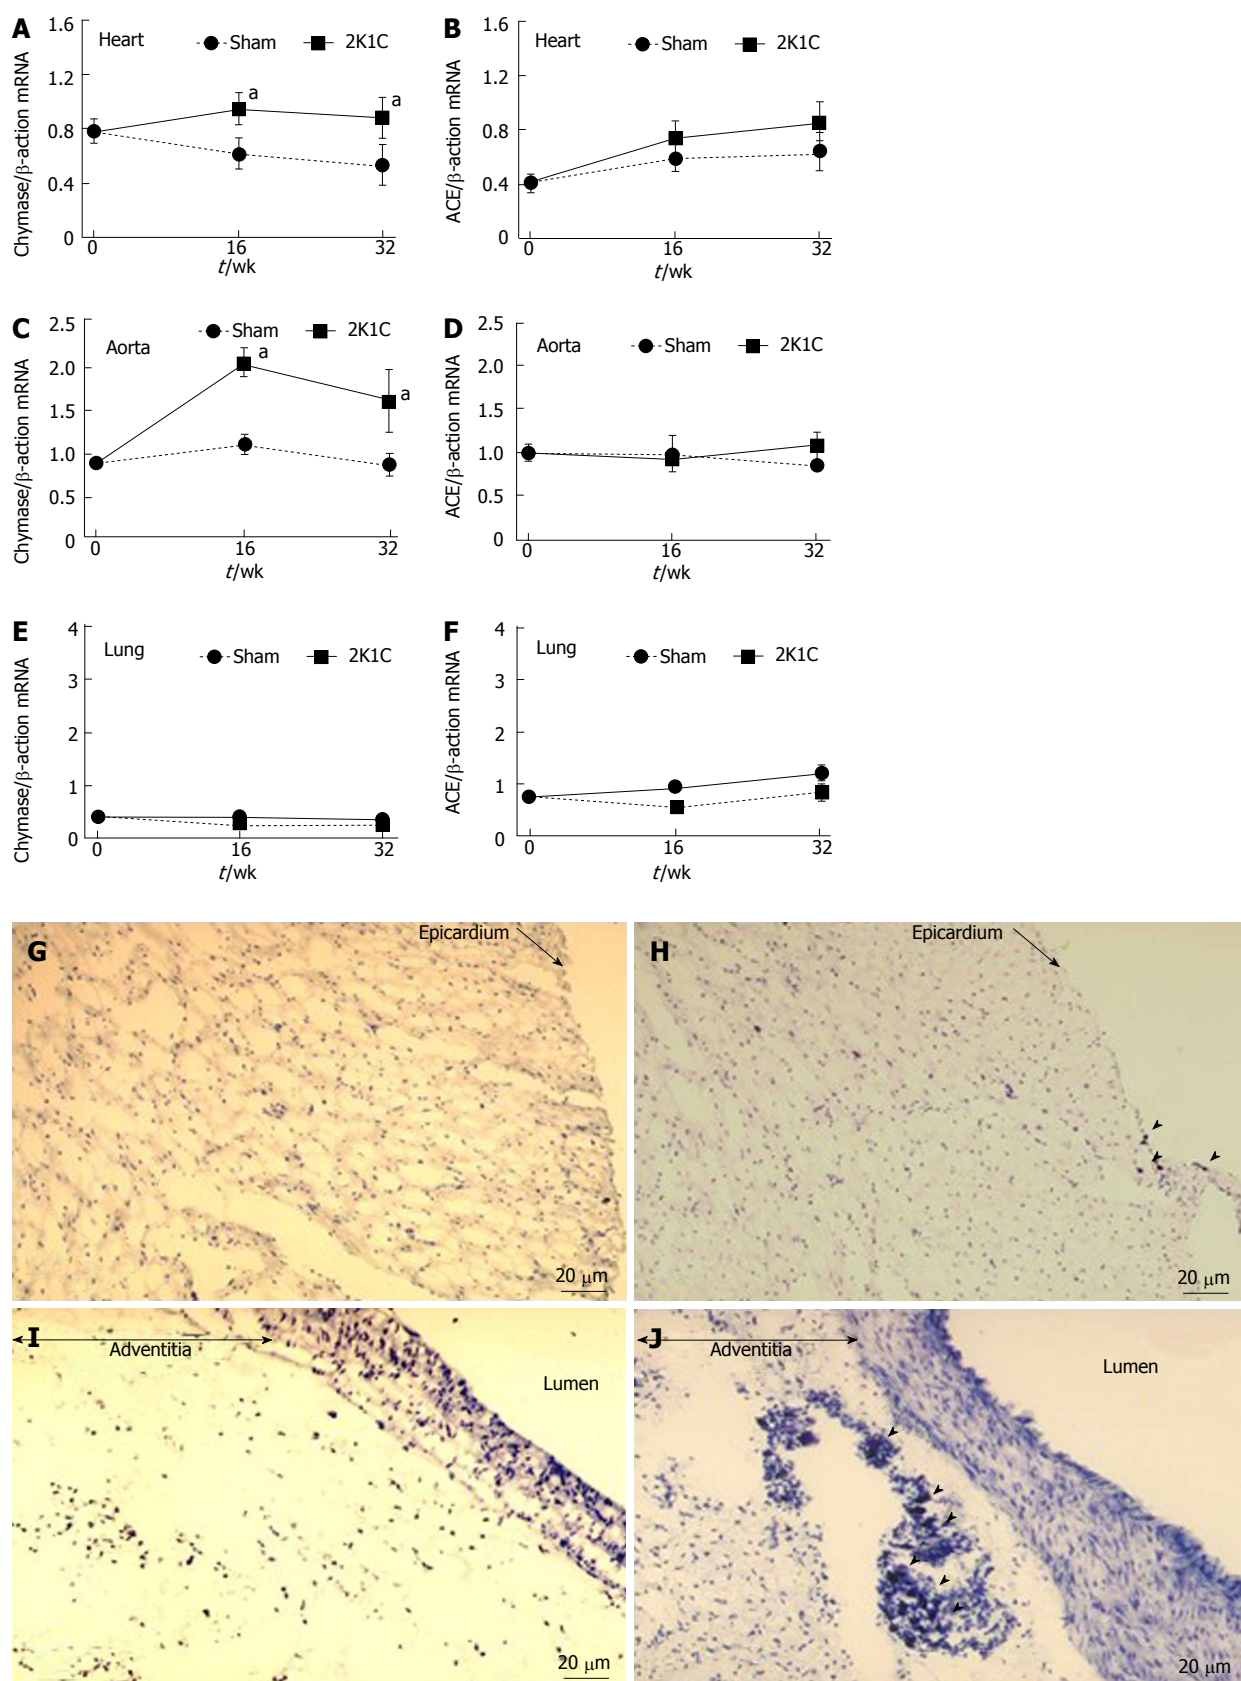 A Heart Sham 2K1C
Chymase/β-action mRNA
1.6
1.2
0.8
0.4
0
a
a
0 16 32
t/wk
B Heart Sham 2K1C
ACE/β-action mRNA
1.6
1.2
0.8
0.4
0
0 16 32
t/wk
C Aorta Sham 2K1C
Chymase/β-action mRNA
2.5
2.0
1.5
1.0
0.5
0
a
a
0 16 32
t/wk
D Aorta Sham 2K1C
ACE/β-action mRNA
2.5
2.0
1.5
1.0
0.5
0
0 16 32
t/wk
E Lung Sham 2K1C
Chymase/β-action mRNA
4
3
2
1
0
0 16 32
t/wk
F Lung Sham 2K1C
ACE/β-action mRNA
4
3
2
1
0
0 16 32
t/wk
G Epicardium
20 μm
H Epicardium
20 μm
I Adventitia
Lumen
20 μm
J Adventitia
Lumen
20 μm